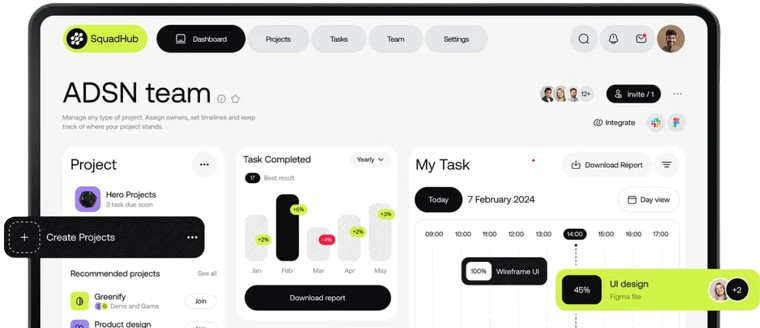 SquadHub
Dashboard
Projects
Tasks
Team
Settings
ADSN team
12+
Invite / 1
Manage any type of project. Assign owners, set timelines and keep
track of where your project stands.
Integrate
Project
Hero Projects
3 task due soon
Create Projects
Recommended projects
See all
Greenify
Denis and Gama
Join
Product design
Join
Task Completed
Yearly
17
Best result
+2%
+6%
-4%
+2%
+3%
Jan
Feb
Mar
Apr
May
Download report
My Task
Download Report
Today
7 February 2024
Day view
09:00
10:00
11:00
12:00
13:00
14:00
15:00
16:00
17:00
100%
Wireframe UI
45%
UI design
Figma file
+2